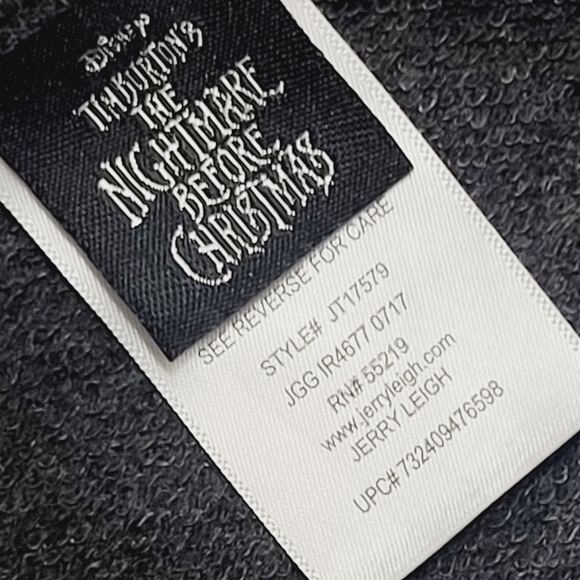 Disney
TIM BURTON'S
THE
NIGHTMARE
BEFORE
CHRISTMAS
SEE REVERSE FOR CARE
STYLE# JT17579
JGG IR4677 0717
RN# 55219
www.jerryleigh.com
JERRY LEIGH
UPC# 732409476598